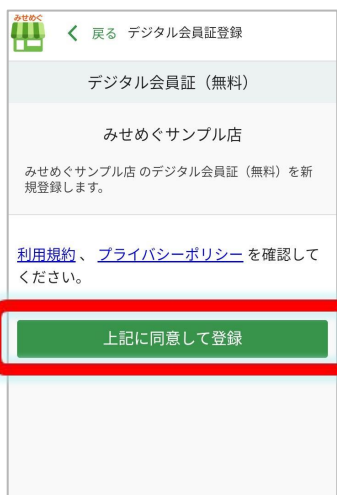 みせめぐ
戻る デジタル会員証登録
デジタル会員証（無料）
みせめぐサンプル店
みせめぐサンプル店 のデジタル会員証（無料）を新
規登録します。
利用規約 、 プライバシーポリシー を確認して
ください。
上記に同意して登録